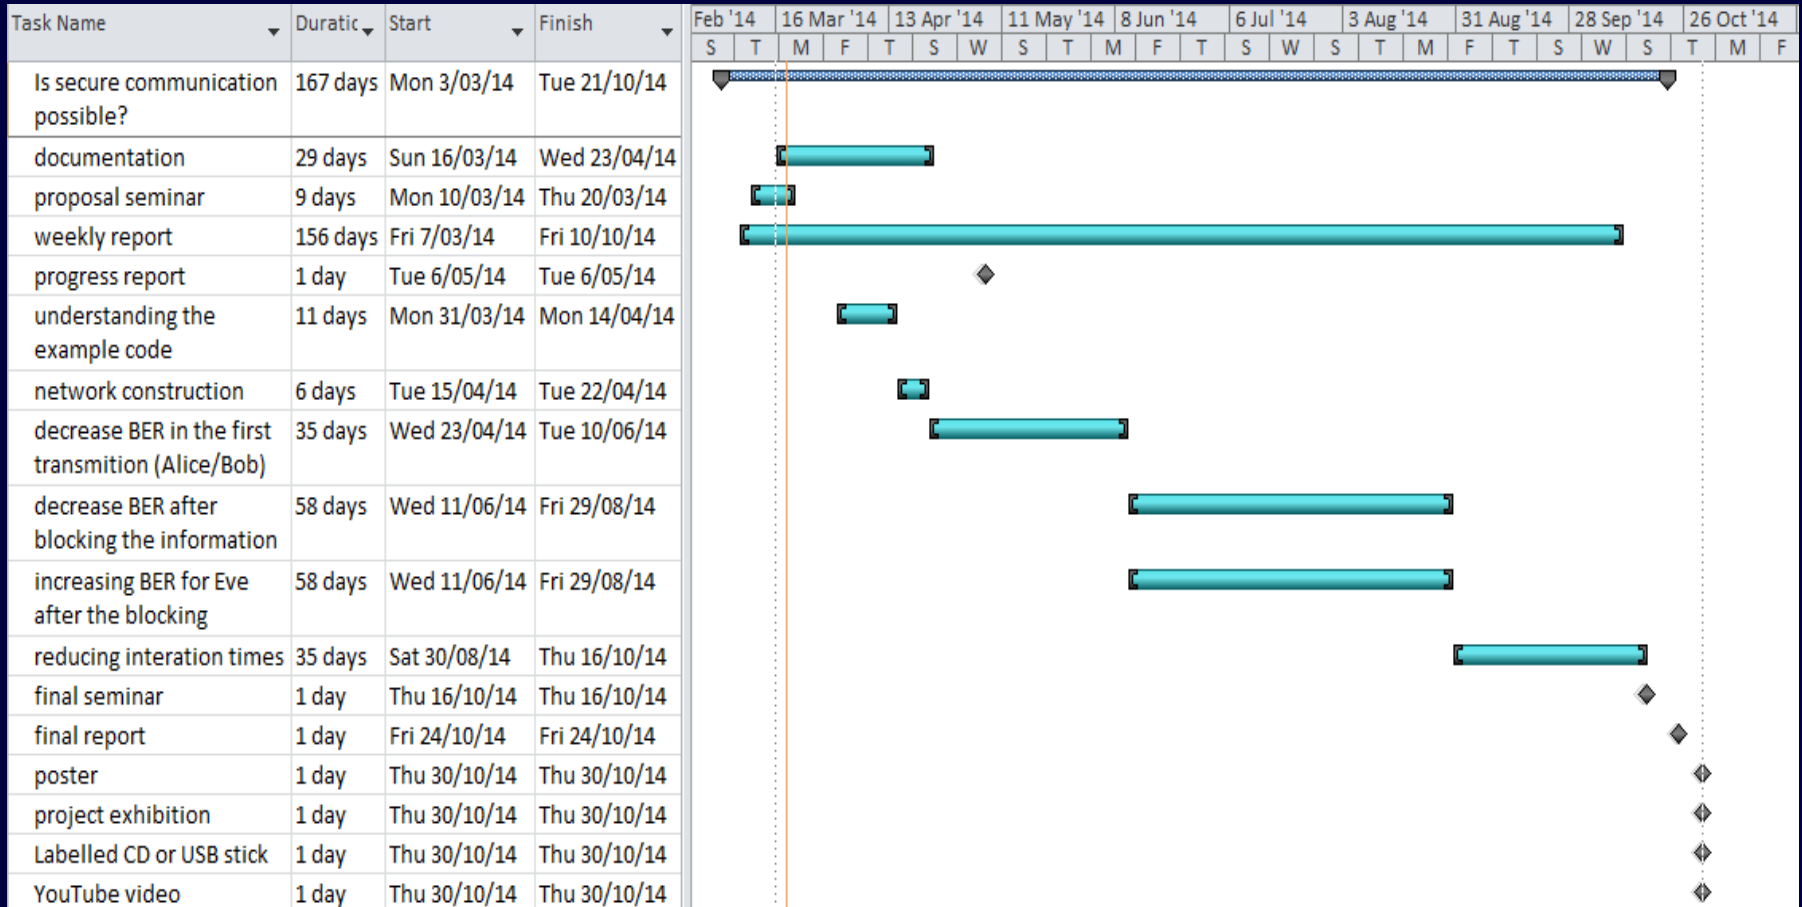 Task Name Duratic Start Finish Feb '14 16 Mar '14 13 Apr '14 11 May '14 8 Jun '14 6 Jul '14 3 Aug '14 31 Aug '14 28 Sep '14 26 Oct '14
S T M F T S W S T M F T S W S T M F T S W S T M F
Is secure communication 167 days Mon 3/03/14 Tue 21/10/14
possible?
documentation 29 days Sun 16/03/14 Wed 23/04/14
proposal seminar 9 days Mon 10/03/14 Thu 20/03/14
weekly report 156 days Fri 7/03/14 Fri 10/10/14
progress report 1 day Tue 6/05/14 Tue 6/05/14
understanding the 11 days Mon 31/03/14 Mon 14/04/14
example code
network construction 6 days Tue 15/04/14 Tue 22/04/14
decrease BER in the first 35 days Wed 23/04/14 Tue 10/06/14
transmition (Alice/Bob)
decrease BER after 58 days Wed 11/06/14 Fri 29/08/14
blocking the information
increasing BER for Eve 58 days Wed 11/06/14 Fri 29/08/14
after the blocking
reducing interation times 35 days Sat 30/08/14 Thu 16/10/14
final seminar 1 day Thu 16/10/14 Thu 16/10/14
final report 1 day Fri 24/10/14 Fri 24/10/14
poster 1 day Thu 30/10/14 Thu 30/10/14
project exhibition 1 day Thu 30/10/14 Thu 30/10/14
Labelled CD or USB stick 1 day Thu 30/10/14 Thu 30/10/14
YouTube video 1 day Thu 30/10/14 Thu 30/10/14